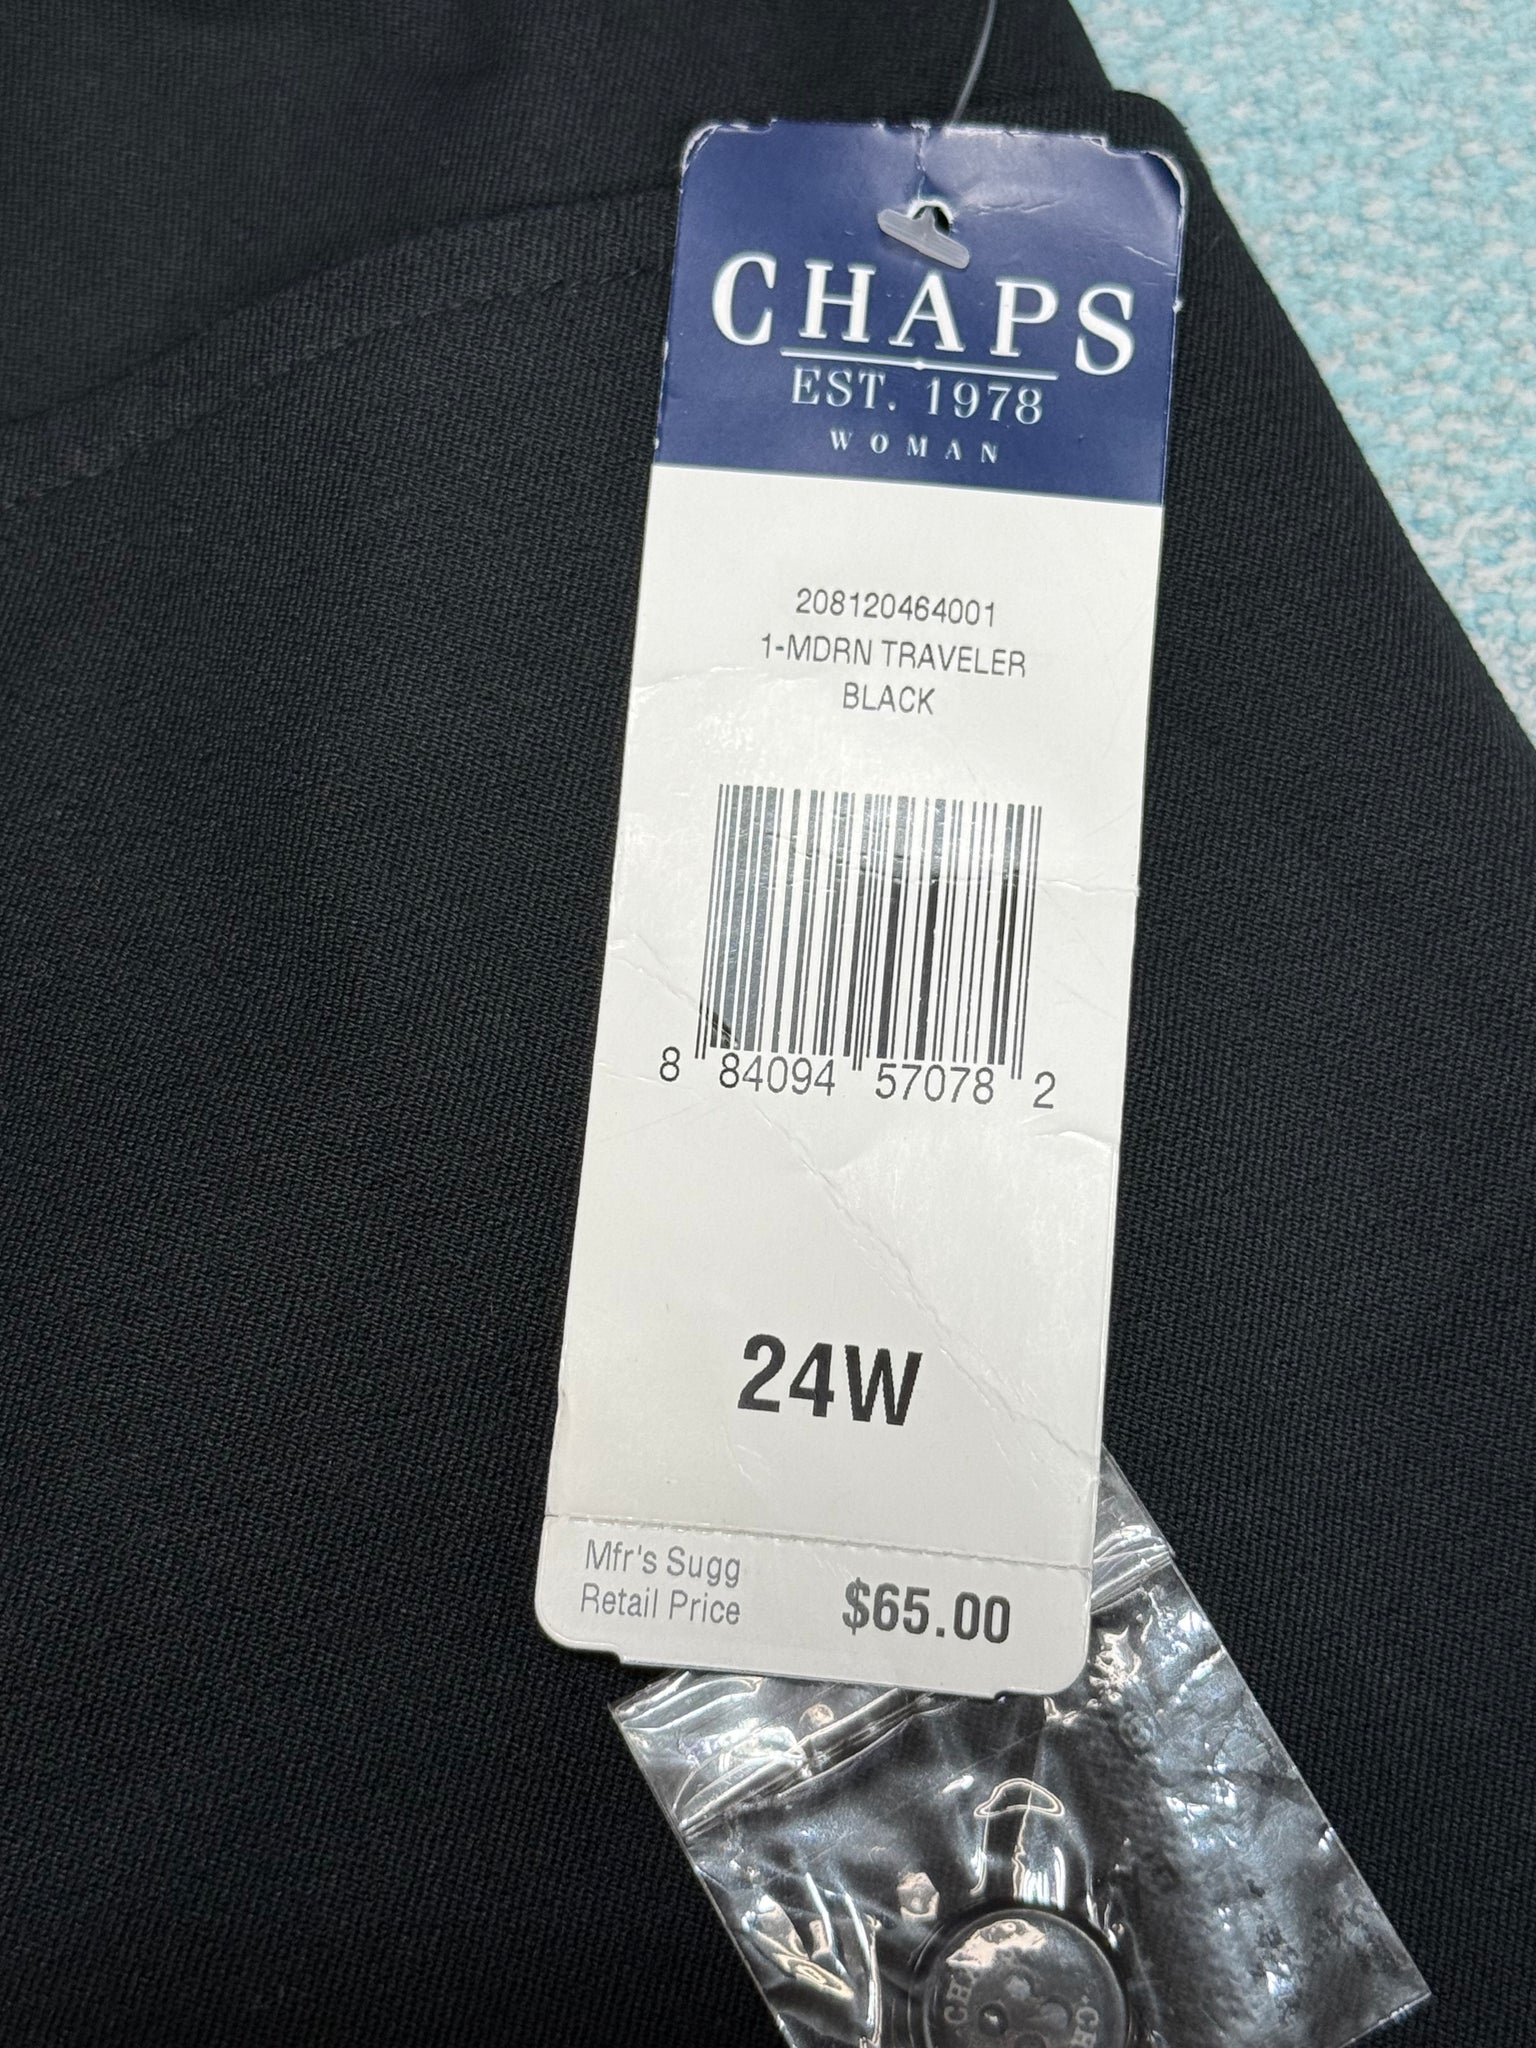 CHAPS
EST. 1978
WOMAN
208120464001
1-MDRN TRAVELER
BLACK
8 84094 57078 2
24W
Mfr's Sugg
Retail Price $65.00